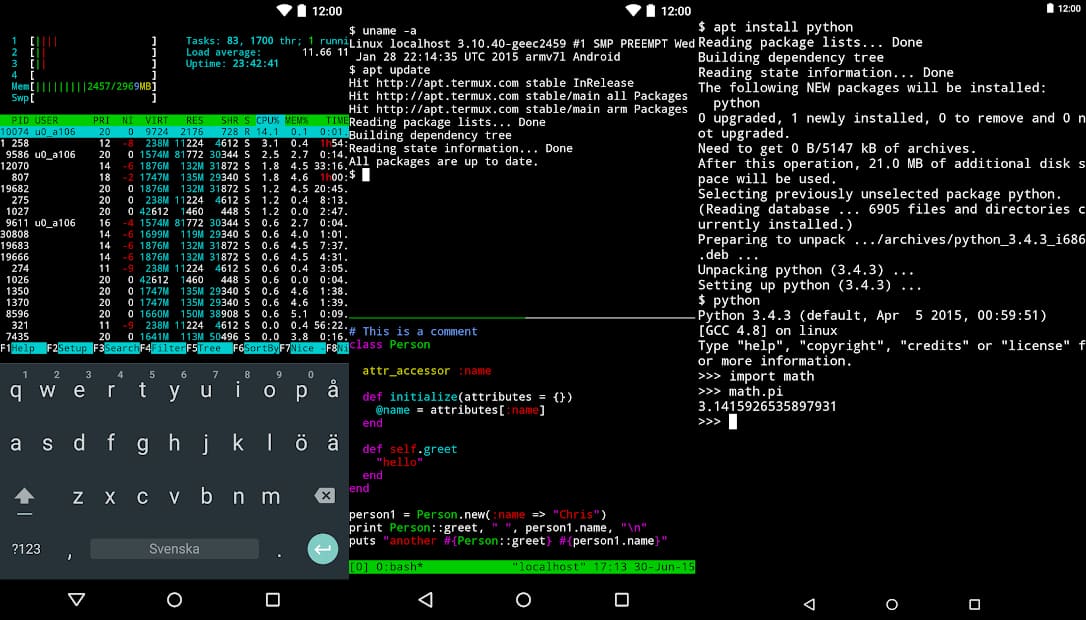 12:00
1 [|||| ] Tasks: 83, 1700 thr; 1 runni
2 [|| ] Load average: 11.66 11
3 [|| ] Uptime: 23:42:41
4 [ ]
Mem[|||||||||2457/2969MB]
Swp[ ]
PID USER PRI NI VIRT RES SHR S CPU% MEM% TIME
10074 u0_a106 20 0 9724 2176 728 R 14.1 0.1 0:01.
1 258 12 -8 238M 11224 4612 S 3.1 0.4 1h54:
9586 u0_a106 20 0 1574M 81772 30344 S 2.5 2.7 0:14.
12070 14 -6 1876M 132M 31872 S 1.8 4.5 33:16.
807 18 -2 1747M 135M 29340 S 1.8 4.6 1h00:
19682 20 0 1876M 132M 31872 S 1.2 4.5 20:45.
275 20 0 238M 11224 4612 S 1.2 0.4 8:13.
1027 20 0 42612 1460 448 S 1.2 0.0 2:47.
9611 u0_a106 16 -4 1574M 81772 30344 S 0.6 2.7 0:04.
30808 14 -6 1699M 119M 29340 S 0.6 4.0 1:01.
19683 14 -6 1876M 132M 31872 S 0.6 4.5 7:37.
19666 14 -6 1876M 132M 31872 S 0.6 4.5 4:31.
274 11 -9 238M 11224 4612 S 0.6 0.4 3:05.
1026 20 0 42612 1460 448 S 0.6 0.0 0:04.
1350 20 0 1747M 135M 29340 S 0.6 4.6 1:38.
1370 20 0 1747M 135M 29340 S 0.6 4.6 1:39.
8596 20 0 1650M 150M 38908 S 0.6 5.1 0:09.
321 11 -9 238M 11224 4612 S 0.0 0.4 56:22.
7435 20 0 1641M 113M 50496 S 0.0 3.8 0:16.
F1Help F2Setup F3SearchF4FilterF5Tree F6SortByF7Nice -F8Ni
1 2 3 4 5 6 7 8 9 0
q w e r t y u i o p å
a s d f g h j k l ö ä
z x c v b n m
?123 , Svenska .
12:00
$ uname -a
Linux localhost 3.10.40-geec2459 #1 SMP PREEMPT Wed
Jan 28 22:14:35 UTC 2015 armv7l Android
$ apt update
Hit http://apt.termux.com stable InRelease
Hit http://apt.termux.com stable/main all Packages
Hit http://apt.termux.com stable/main arm Packages
Reading package lists... Done
Building dependency tree
Reading state information... Done
All packages are up to date.
$
# This is a comment
class Person
attr_accessor :name
def initialize(attributes = {})
@name = attributes[:name]
end
def self.greet
"hello"
end
end
person1 = Person.new(:name => "Chris")
print Person::greet, " ", person1.name, "\n"
puts "another #{Person::greet} #{person1.name}"
[0] 0:bash* "localhost" 17:13 30-Jun-15
12:00
$ apt install python
Reading package lists... Done
Building dependency tree
Reading state information... Done
The following NEW packages will be installed:
python
0 upgraded, 1 newly installed, 0 to remove and 0 n
ot upgraded.
Need to get 0 B/5147 kB of archives.
After this operation, 21.0 MB of additional disk s
pace will be used.
Selecting previously unselected package python.
(Reading database ... 6905 files and directories c
urrently installed.)
Preparing to unpack .../archives/python_3.4.3_i686
.deb ...
Unpacking python (3.4.3) ...
Setting up python (3.4.3) ...
$ python
Python 3.4.3 (default, Apr  5 2015, 00:59:51)
[GCC 4.8] on linux
Type "help", "copyright", "credits" or "license" f
or more information.
>>> import math
>>> math.pi
3.1415926535897931
>>>